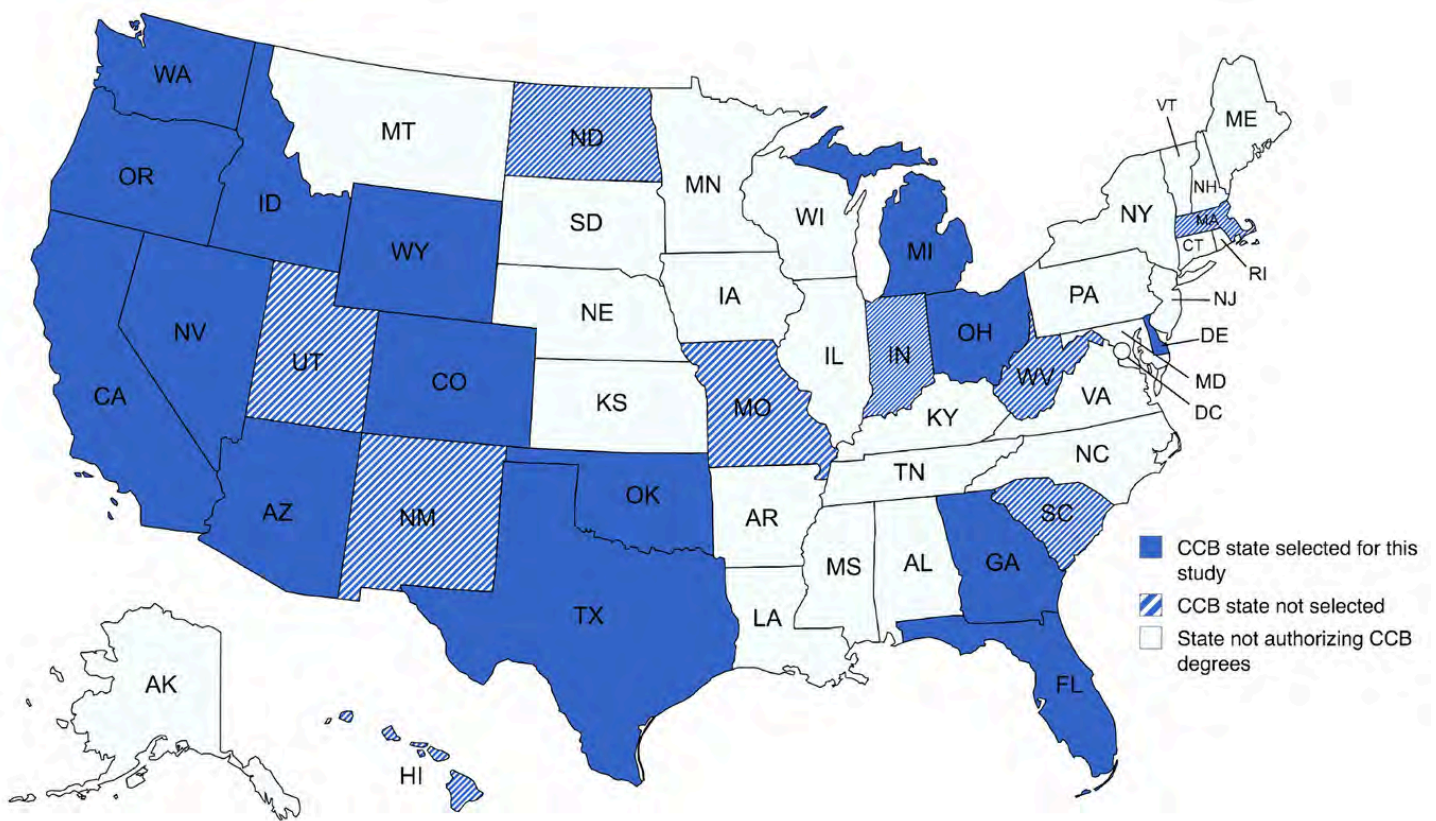 WA
MT
ND
MN
VT
ME
OR
ID
SD
WI
NH
NY
MA
WY
MI
CT
RI
IA
PA
NE
NJ
NV
OH
DE
UT
IL
IN
CO
WV
MD
CA
KS
MO
VA
DC
KY
NC
TN
OK
AZ
NM
AR
SC
MS
AL
GA
TX
LA
CCB state selected for this
study
CCB state not selected
State not authorizing CCB
degrees
AK
FL
HI